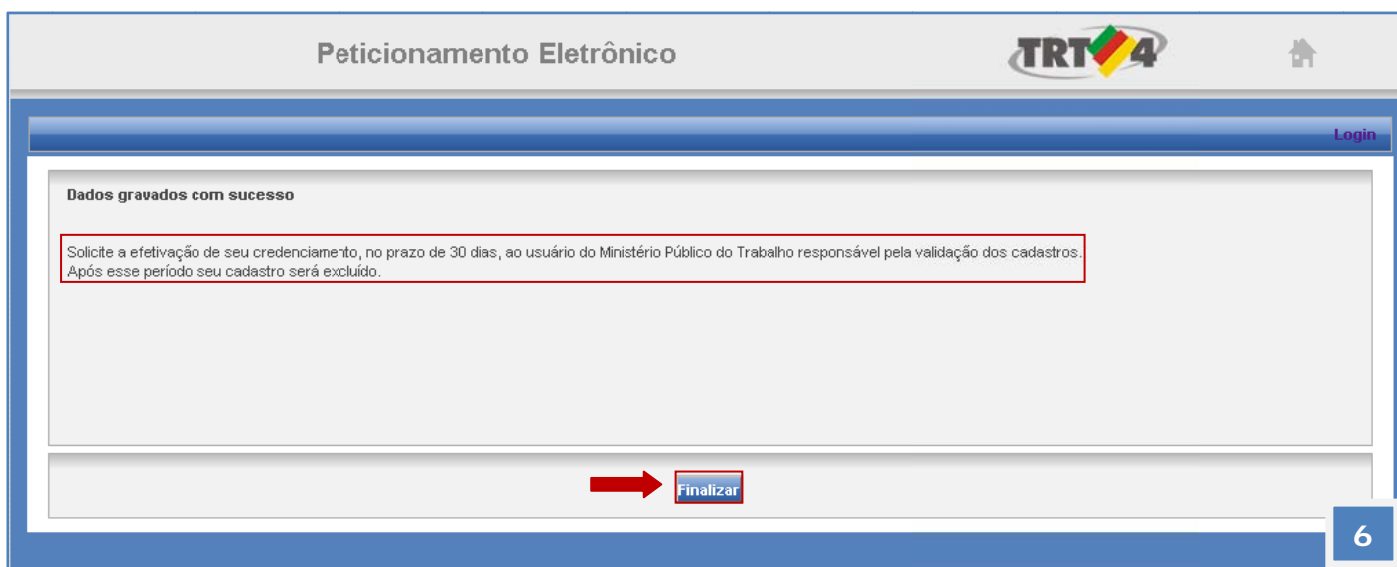 Peticionamento Eletrônico
TRT 4
Login
Dados gravados com sucesso
Solicite a efetivação de seu credenciamento, no prazo de 30 dias, ao usuário do Ministério Público do Trabalho responsável pela validação dos cadastros.
Após esse período seu cadastro será excluído.
Finalizar
6